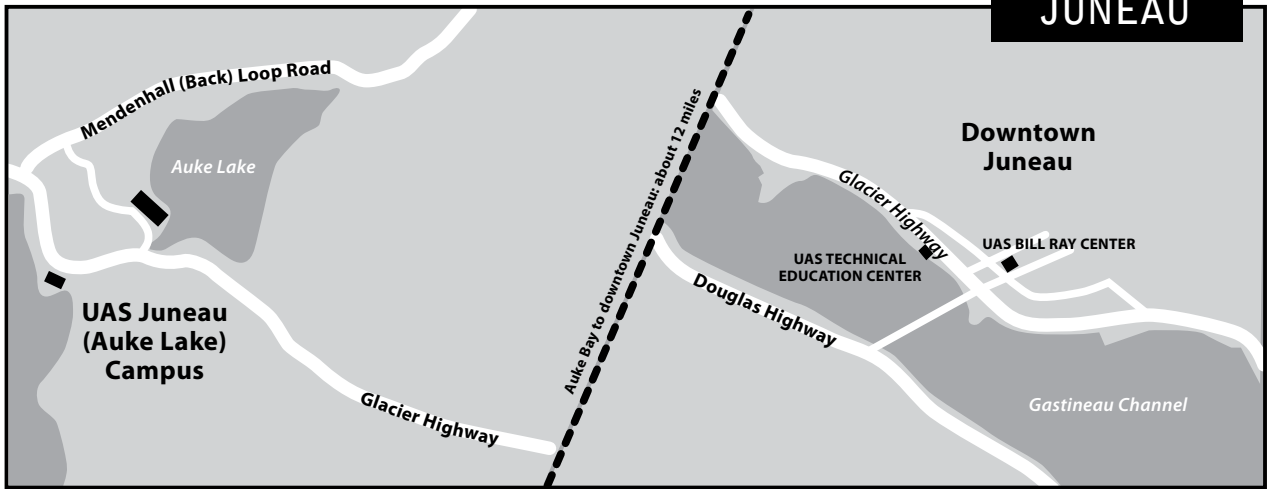 JUNEAU
Mendenhall (Back) Loop Road
Auke Lake
UAS Juneau
(Auke Lake)
Campus
Glacier Highway
Auke Bay to downtown Juneau: about 12 miles
Downtown
Juneau
Glacier Highway
UAS TECHNICAL
EDUCATION CENTER
UAS BILL RAY CENTER
Douglas Highway
Gastineau Channel